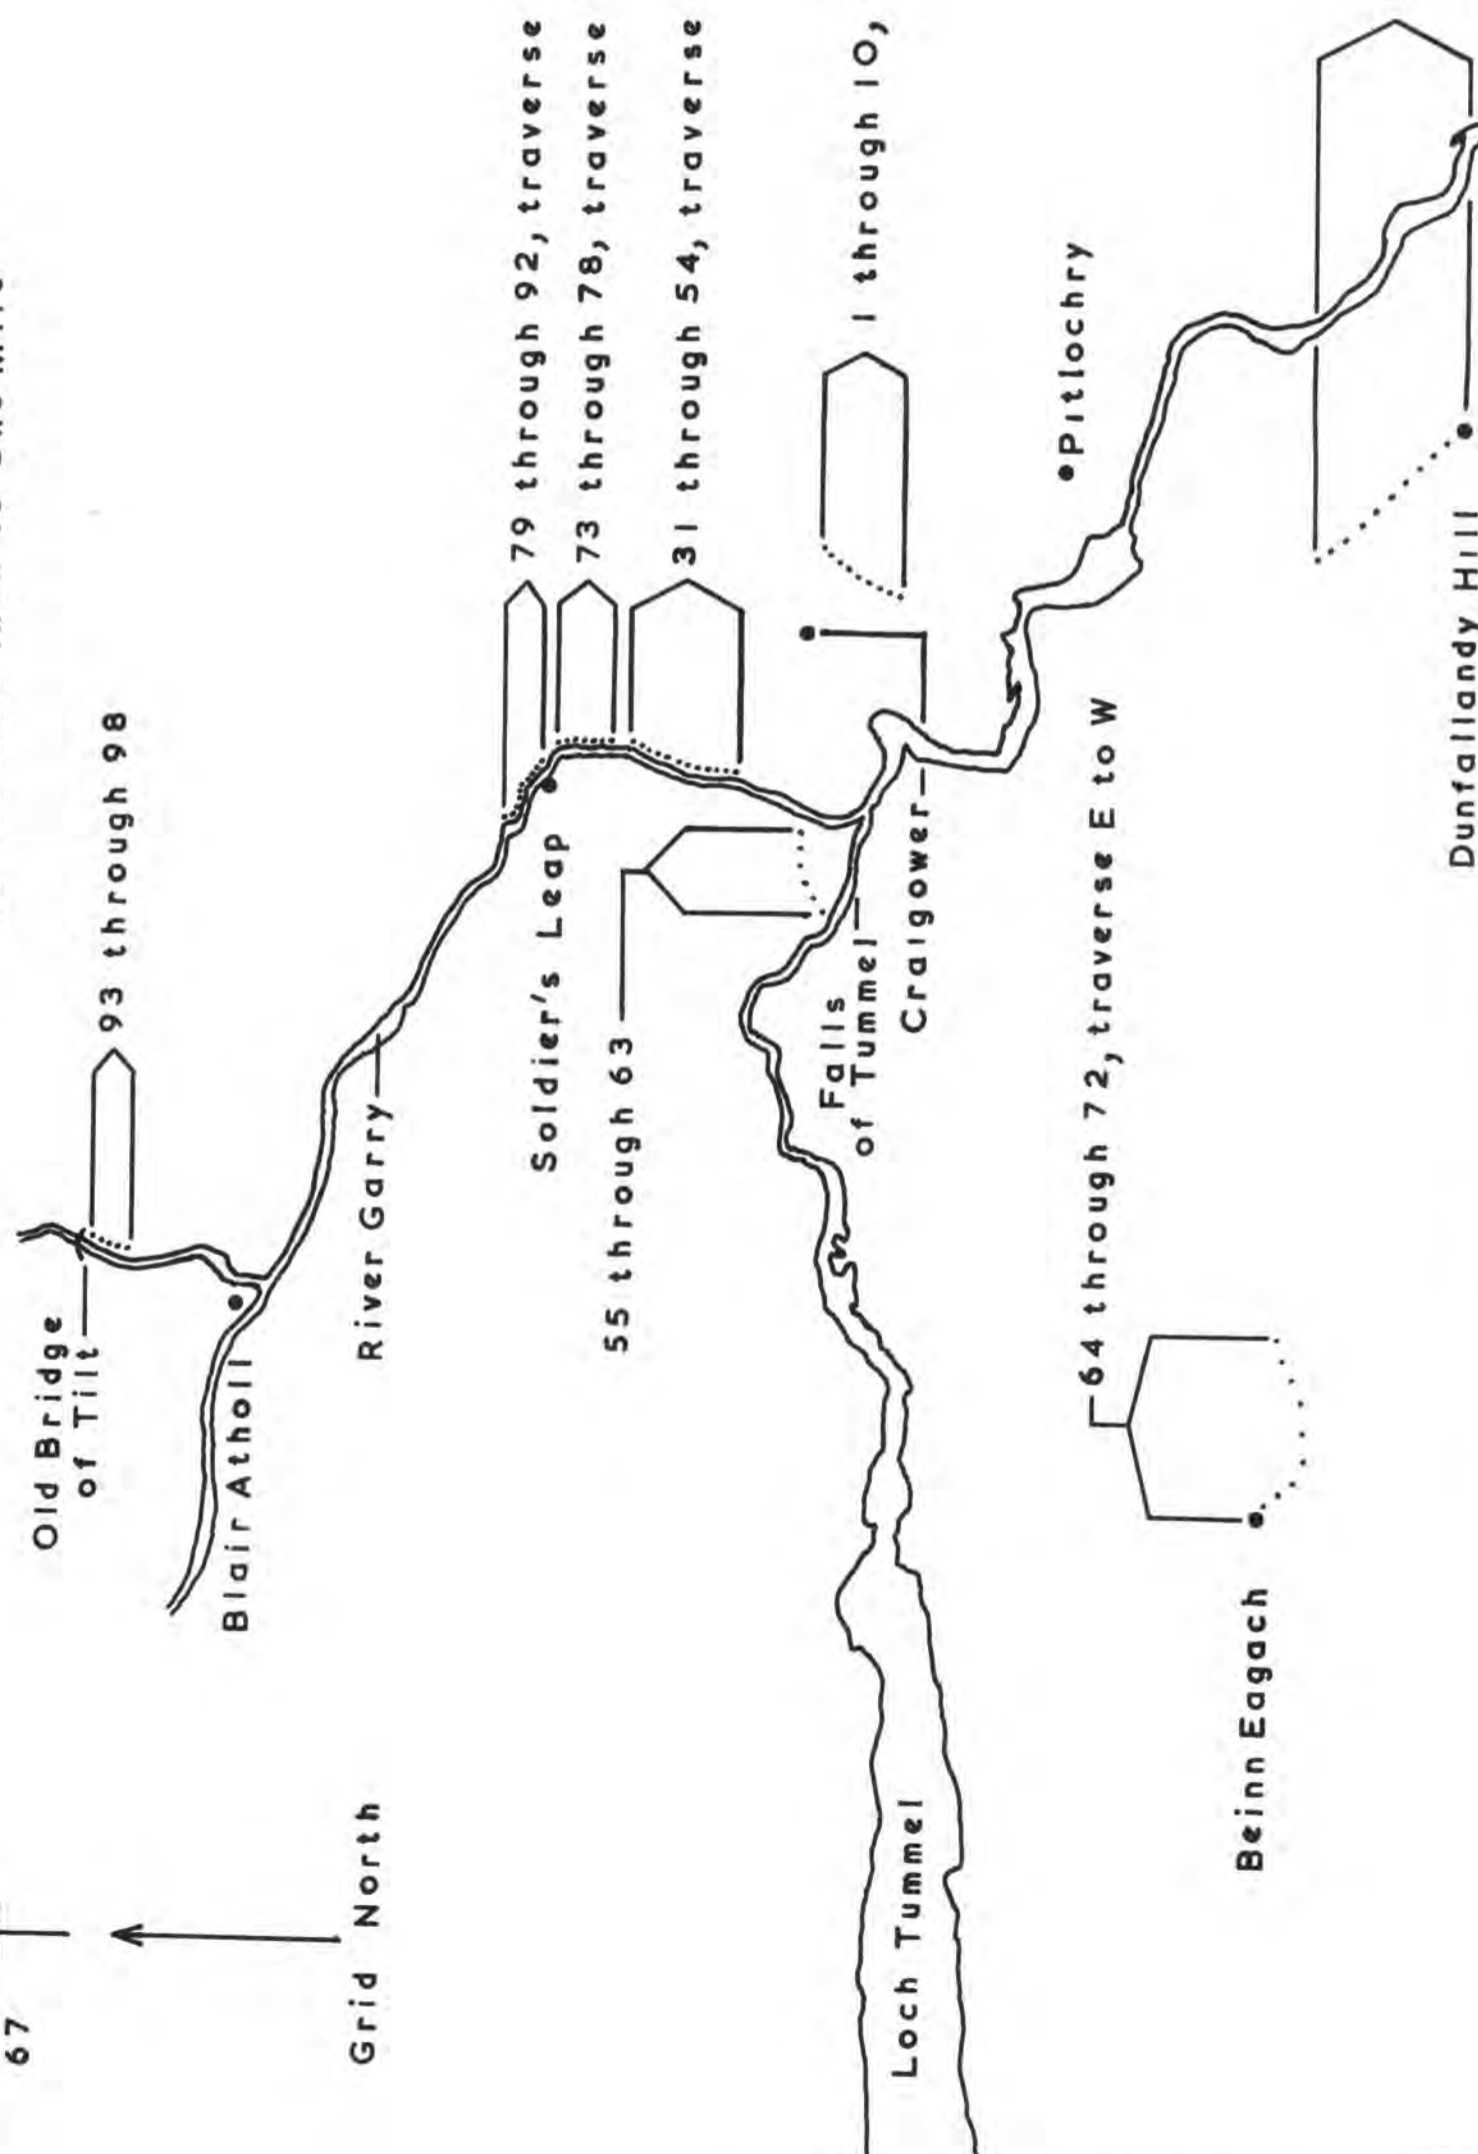 67
Grid North
Old Bridge
of Tilt
93 through 98
Blair Atholl
River Garry
79 through 92, traverse
73 through 78, traverse
31 through 54, traverse
Soldier's Leap
55 through 63
1 through 10,
Falls
of Tummel
Craigower
Loch Tummel
Pitlochry
64 through 72, traverse E to W
Beinn Eagach
Dunfallandy Hill